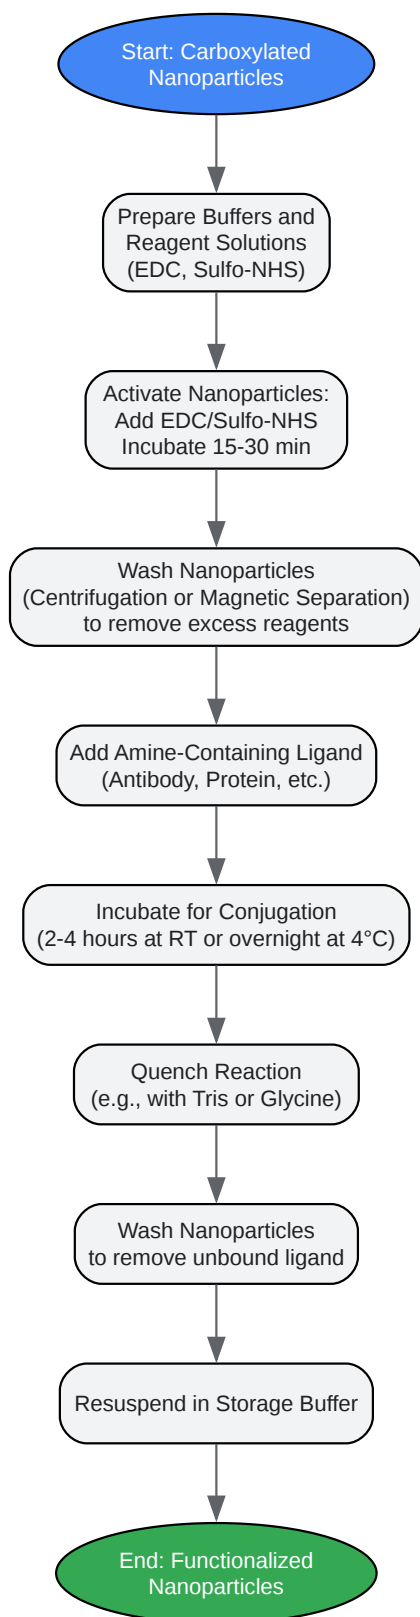 Start: Carboxylated
Nanoparticles
Prepare Buffers and
Reagent Solutions
(EDC, Sulfo-NHS)
Activate Nanoparticles:
Add EDC/Sulfo-NHS
Incubate 15-30 min
Wash Nanoparticles
(Centrifugation or Magnetic Separation)
to remove excess reagents
Add Amine-Containing Ligand
(Antibody, Protein, etc.)
Incubate for Conjugation
(2-4 hours at RT or overnight at 4°C)
Quench Reaction
(e.g., with Tris or Glycine)
Wash Nanoparticles
to remove unbound ligand
Resuspend in Storage Buffer
End: Functionalized
Nanoparticles